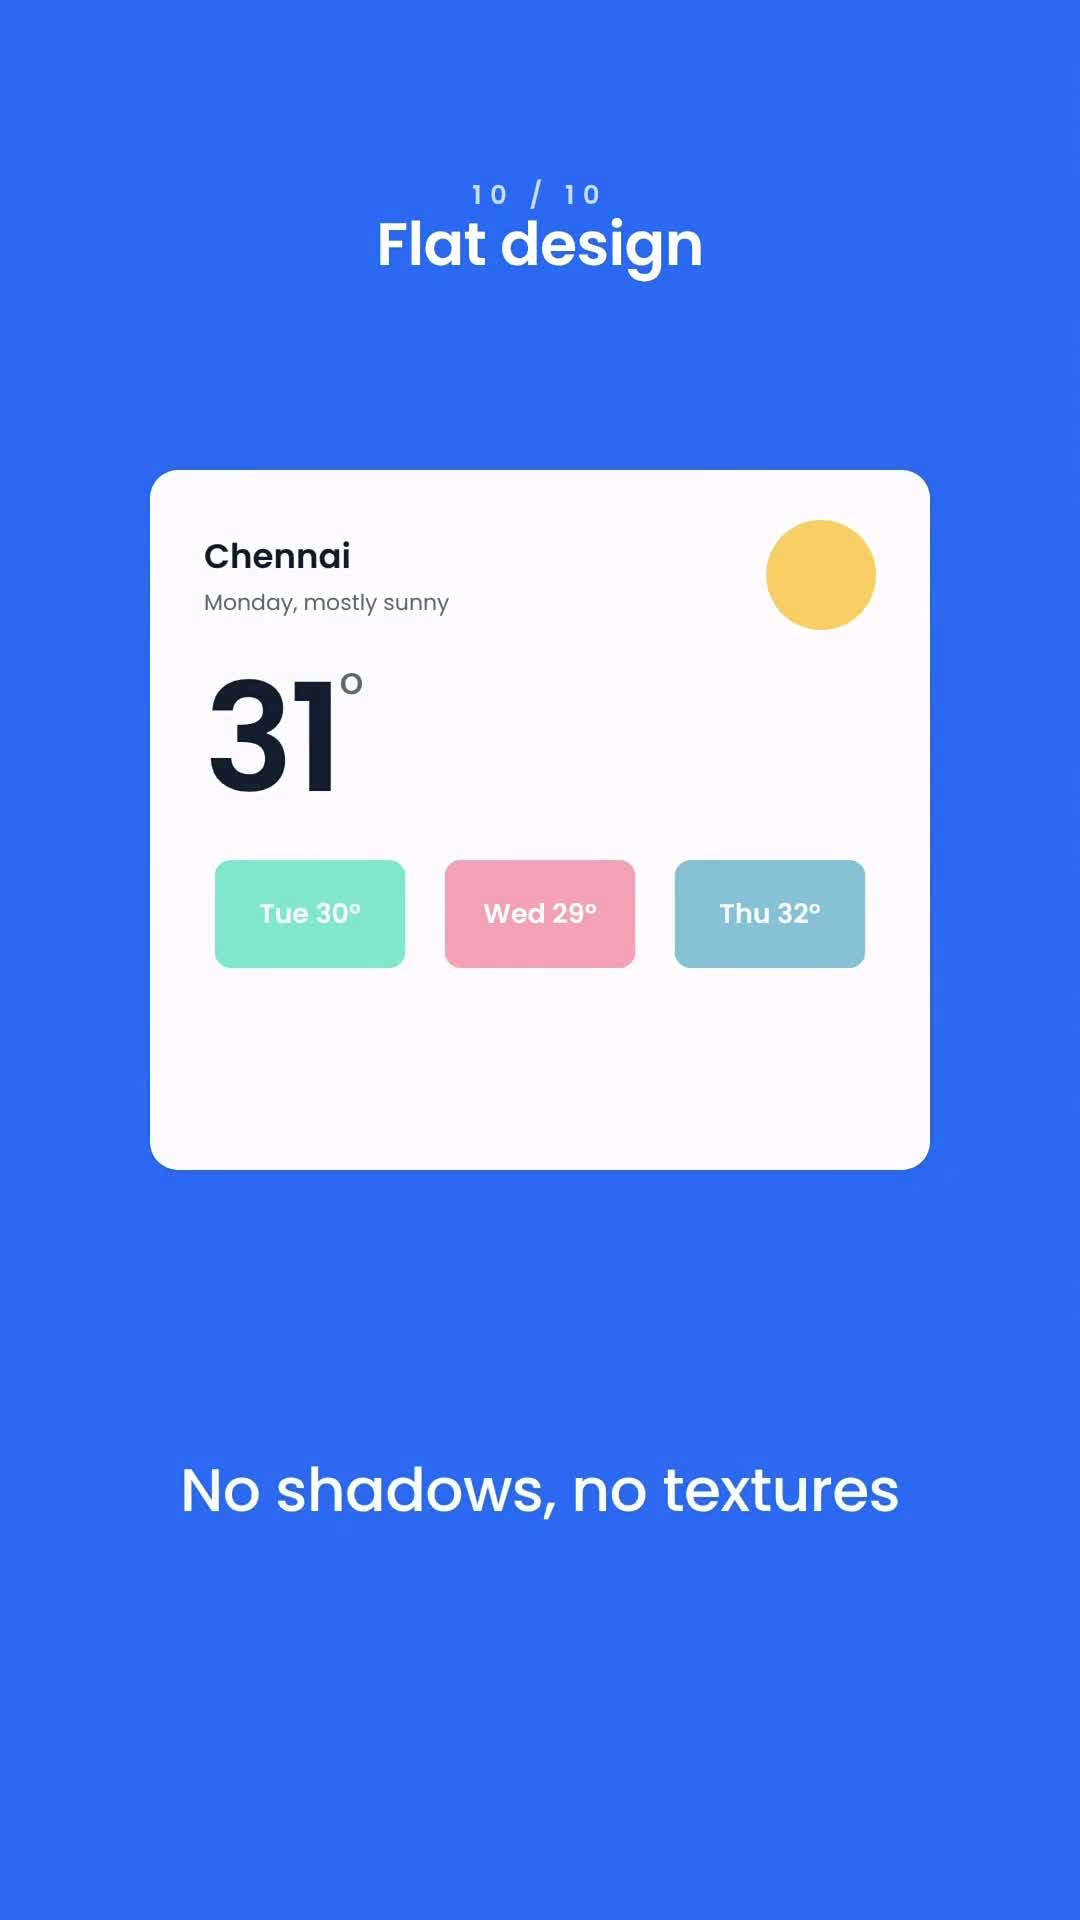 10 / 10
Flat design
Chennai
Monday, mostly sunny
31°
Tue 30°
Wed 29°
Thu 32°
No shadows, no textures